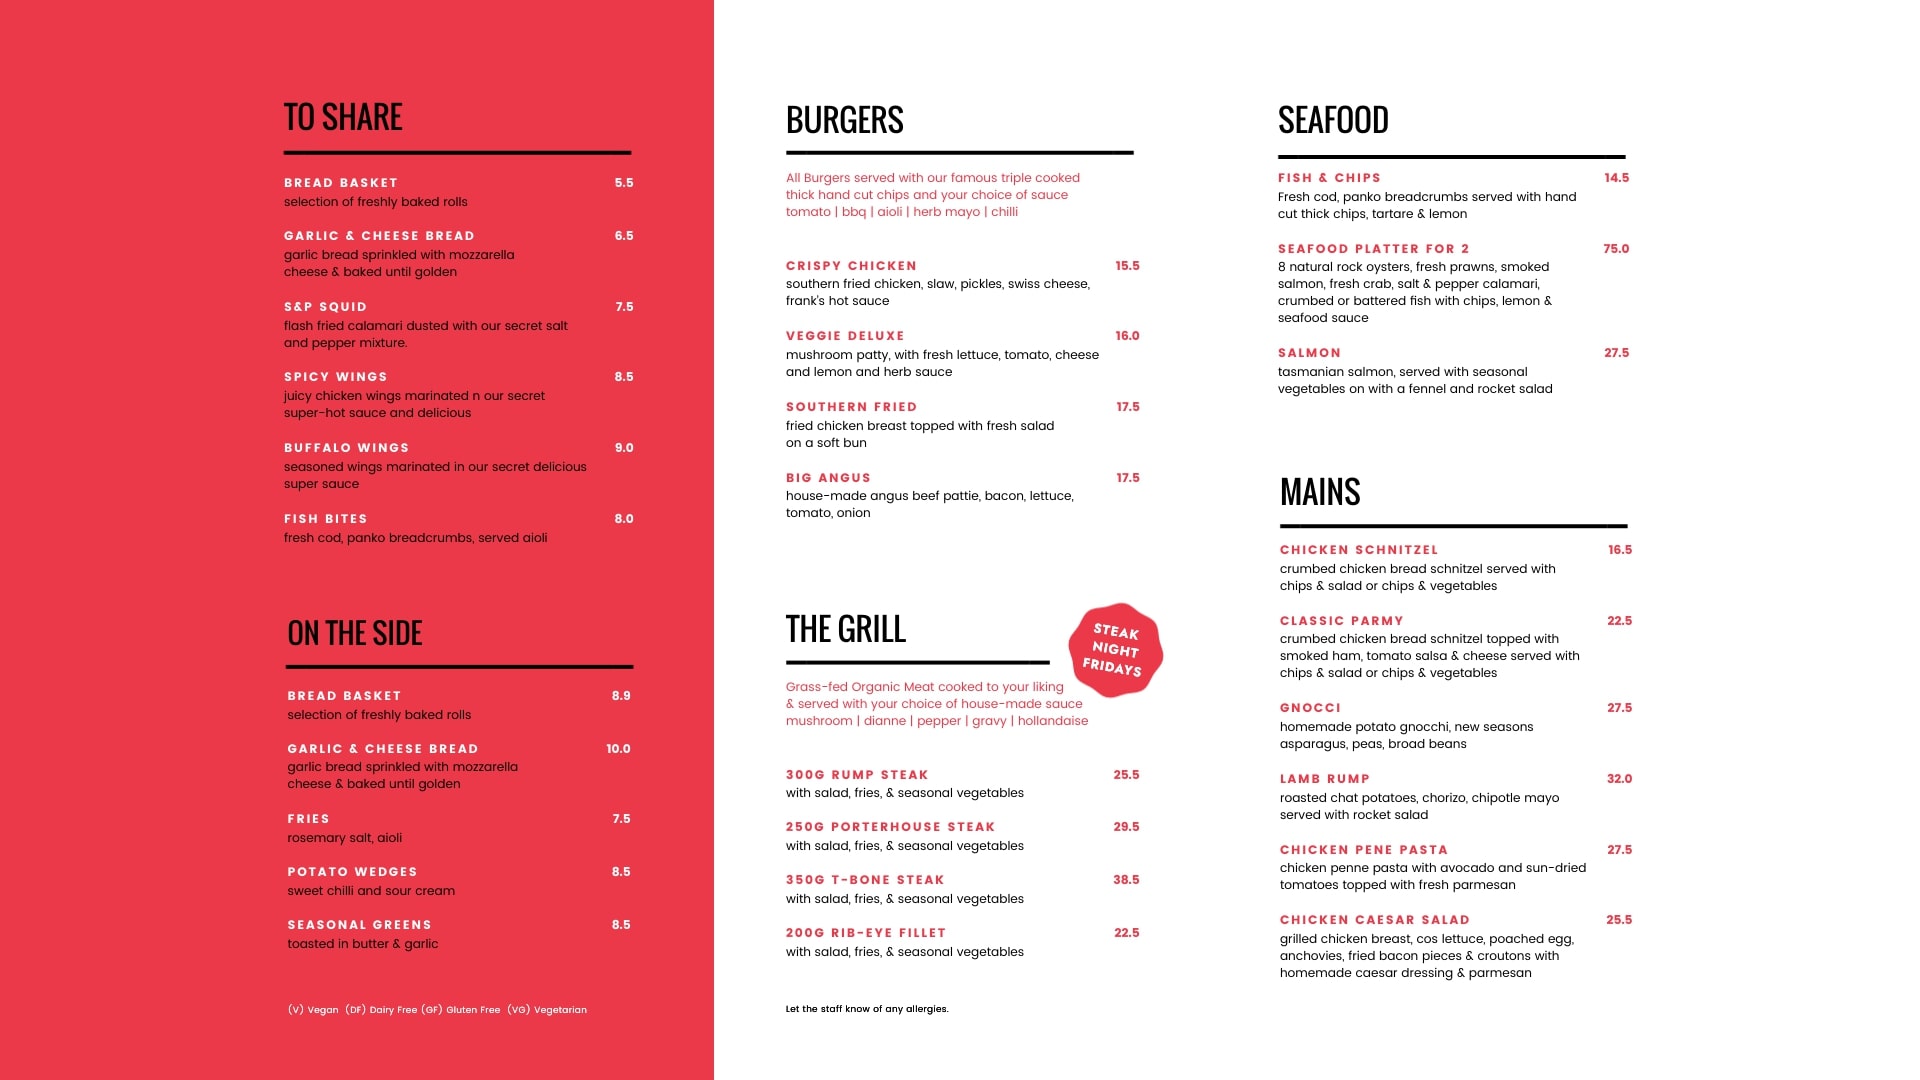 TO SHARE
BREAD BASKET 5.5
selection of freshly baked rolls
GARLIC & CHEESE BREAD 6.5
garlic bread sprinkled with mozzarella
cheese & baked until golden
S&P SQUID 7.5
flash fried calamari dusted with our secret salt
and pepper mixture.
SPICY WINGS 8.5
juicy chicken wings marinated n our secret
super-hot sauce and delicious
BUFFALO WINGS 9.0
seasoned wings marinated in our secret delicious
super sauce
FISH BITES 8.0
fresh cod, panko breadcrumbs, served aioli
ON THE SIDE
BREAD BASKET 8.9
selection of freshly baked rolls
GARLIC & CHEESE BREAD 10.0
garlic bread sprinkled with mozzarella
cheese & baked until golden
FRIES 7.5
rosemary salt, aioli
POTATO WEDGES 8.5
sweet chilli and sour cream
SEASONAL GREENS 8.5
toasted in butter & garlic
(V) Vegan (DF) Dairy Free (GF) Gluten Free (VG) Vegetarian
BURGERS
All Burgers served with our famous triple cooked
thick hand cut chips and your choice of sauce
tomato | bbq | aioli | herb mayo | chilli
CRISPY CHICKEN 15.5
southern fried chicken, slaw, pickles, swiss cheese,
frank's hot sauce
VEGGIE DELUXE 16.0
mushroom patty, with fresh lettuce, tomato, cheese
and lemon and herb sauce
SOUTHERN FRIED 17.5
fried chicken breast topped with fresh salad
on a soft bun
BIG ANGUS 17.5
house-made angus beef pattie, bacon, lettuce,
tomato, onion
THE GRILL
STEAK
NIGHT
FRIDAYS
Grass-fed Organic Meat cooked to your liking
& served with your choice of house-made sauce
mushroom | dianne | pepper | gravy | hollandaise
300G RUMP STEAK 25.5
with salad, fries, & seasonal vegetables
250G PORTERHOUSE STEAK 29.5
with salad, fries, & seasonal vegetables
350G T-BONE STEAK 38.5
with salad, fries, & seasonal vegetables
200G RIB-EYE FILLET 22.5
with salad, fries, & seasonal vegetables
Let the staff know of any allergies.
SEAFOOD
FISH & CHIPS 14.5
Fresh cod, panko breadcrumbs served with hand
cut thick chips, tartare & lemon
SEAFOOD PLATTER FOR 2 75.0
8 natural rock oysters, fresh prawns, smoked
salmon, fresh crab, salt & pepper calamari,
crumbed or battered fish with chips, lemon &
seafood sauce
SALMON 27.5
tasmanian salmon, served with seasonal
vegetables on with a fennel and rocket salad
MAINS
CHICKEN SCHNITZEL 16.5
crumbed chicken bread schnitzel served with
chips & salad or chips & vegetables
CLASSIC PARMY 22.5
crumbed chicken bread schnitzel topped with
smoked ham, tomato salsa & cheese served with
chips & salad or chips & vegetables
GNOCCI 27.5
homemade potato gnocchi, new seasons
asparagus, peas, broad beans
LAMB RUMP 32.0
roasted chat potatoes, chorizo, chipotle mayo
served with rocket salad
CHICKEN PENE PASTA 27.5
chicken penne pasta with avocado and sun-dried
tomatoes topped with fresh parmesan
CHICKEN CAESAR SALAD 25.5
grilled chicken breast, cos lettuce, poached egg,
anchovies, fried bacon pieces & croutons with
homemade caesar dressing & parmesan